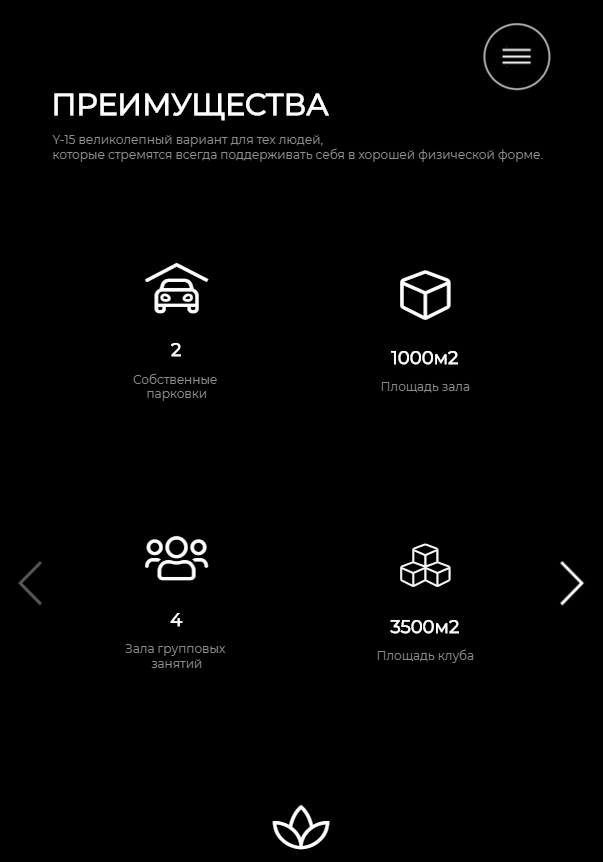 ПРЕИМУЩЕСТВА
Y-15 великолепный вариант для тех людей,
которые стремятся всегда поддерживать себя в хорошей физической форме.
2
Собственные
парковки
1000м2
Площадь зала
4
Зала групповых
занятий
3500м2
Площадь клуба